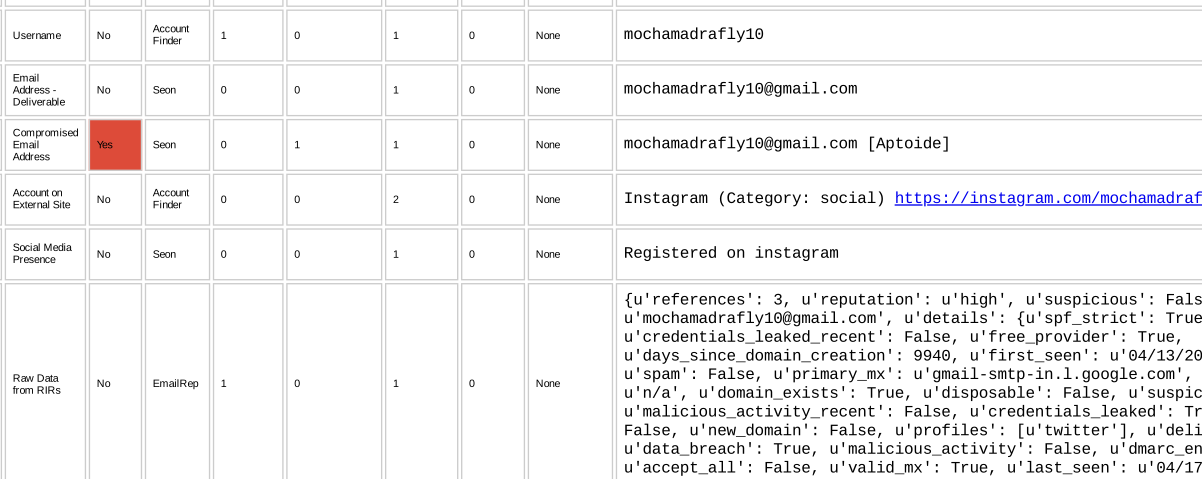 Username No Account Finder 1 0 1 0 None mochamadrafly10
Email Address - Deliverable No Seon 0 0 1 0 None mochamadrafly10@gmail.com
Compromised Email Address Yes Seon 0 1 1 0 None mochamadrafly10@gmail.com [Aptoide]
Account on External Site No Account Finder 0 0 2 0 None Instagram (Category: social) https://instagram.com/mochamadraf
Social Media Presence No Seon 0 0 1 0 None Registered on instagram
Raw Data from RIRs No EmailRep 1 0 1 0 None
{u'references': 3, u'reputation': u'high', u'suspicious': Fals
u'mochamadrafly10@gmail.com', u'details': {u'spf_strict': True
u'credentials_leaked_recent': False, u'free_provider': True,
u'days_since_domain_creation': 9940, u'first_seen': u'04/13/20
u'spam': False, u'primary_mx': u'gmail-smtp-in.l.google.com',
u'n/a', u'domain_exists': True, u'disposable': False, u'suspic
u'malicious_activity_recent': False, u'credentials_leaked': Tr
False, u'new_domain': False, u'profiles': [u'twitter'], u'deli
u'data_breach': True, u'malicious_activity': False, u'dmarc_en
u'accept_all': False, u'valid_mx': True, u'last_seen': u'04/17